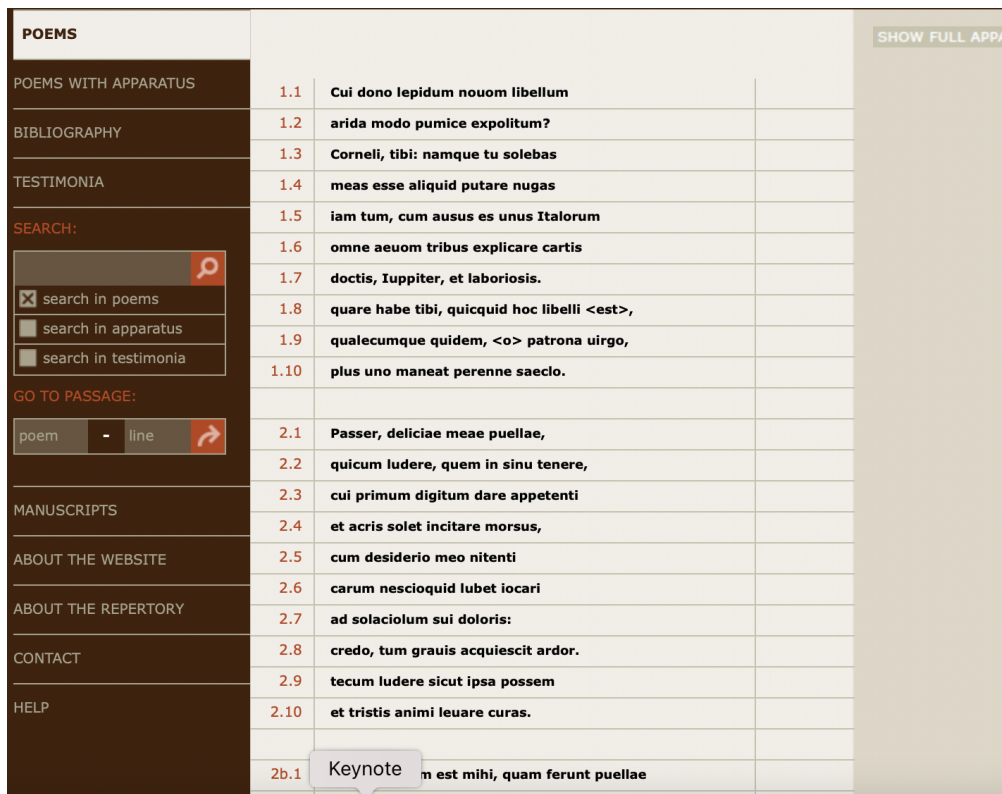 POEMS
POEMS WITH APPARATUS
BIBLIOGRAPHY
TESTIMONIA
SEARCH:
search in poems
search in apparatus
search in testimonia
GO TO PASSAGE:
poem - line
MANUSCRIPTS
ABOUT THE WEBSITE
ABOUT THE REPERTORY
CONTACT
HELP
1.1 Cui dono lepidum nouom libellum
1.2 arida modo pumice expolitum?
1.3 Corneli, tibi: namque tu solebas
1.4 meas esse aliquid putare nugas
1.5 iam tum, cum ausus es unus Italorum
1.6 omne aeuom tribus explicare cartis
1.7 doctis, Iuppiter, et laboriosis.
1.8 quare habe tibi, quicquid hoc libelli <est>,
1.9 qualecumque quidem, <o> patrona uirgo,
1.10 plus uno maneat perenne saeclo.
2.1 Passer, deliciae meae puellae,
2.2 quicum ludere, quem in sinu tenere,
2.3 cui primum digitum dare appetenti
2.4 et acris solet incitare morsus,
2.5 cum desiderio meo nitenti
2.6 carum nescioquid lubet iocari
2.7 ad solaciolum sui doloris:
2.8 credo, tum grauis acquiescit ardor.
2.9 tecum ludere sicut ipsa possem
2.10 et tristis animi leuare curas.
2b.1 est mihi, quam ferunt puellae
Keynote
SHOW FULL